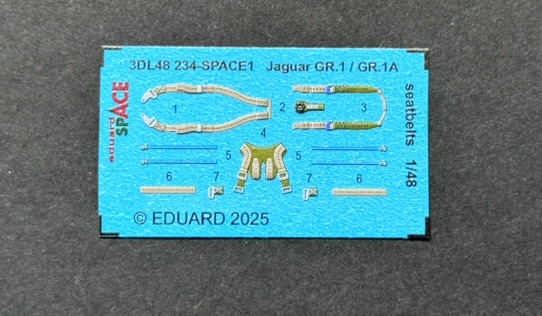 3DL48 234-SPACE1 Jaguar GR.1 / GR.1A
eduard
SPACE
seatbelts 1/48
1
2
3
4
5
5
6
7
7
6
© EDUARD 2025